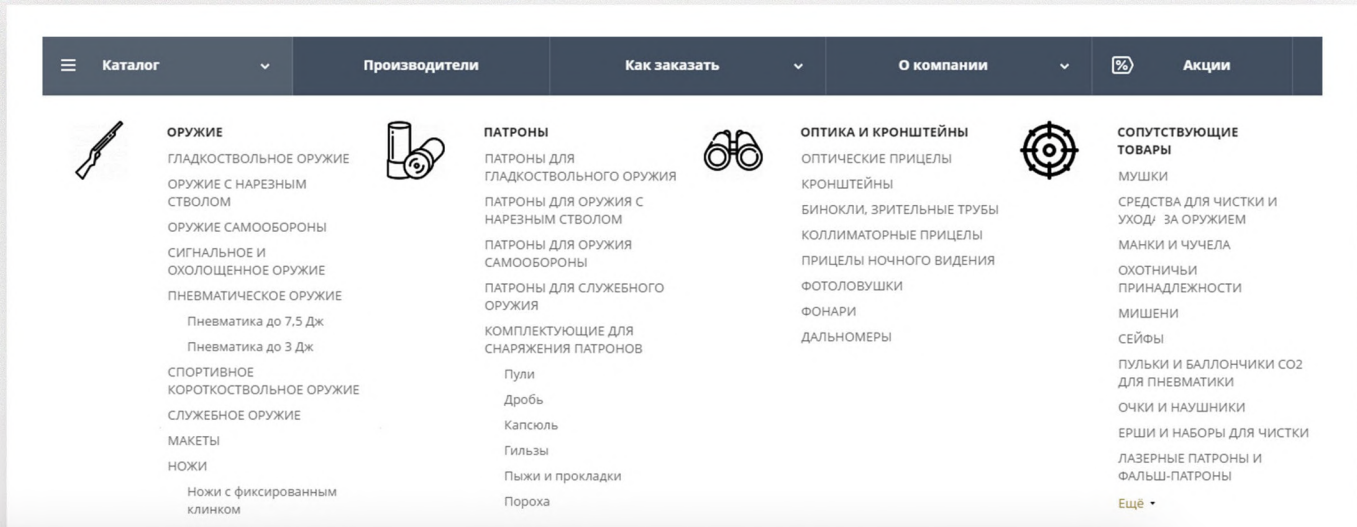 Каталог
Производители
Как заказать
О компании
Акции
ОРУЖИЕ
ГЛАДКОСТВОЛЬНОЕ ОРУЖИЕ
ОРУЖИЕ С НАРЕЗНЫМ
СТВОЛОМ
ОРУЖИЕ САМООБОРОНЫ
СИГНАЛЬНОЕ И
ОХОЛОЩЕННОЕ ОРУЖИЕ
ПНЕВМАТИЧЕСКОЕ ОРУЖИЕ
Пневматика до 7,5 Дж
Пневматика до 3 Дж
СПОРТИВНОЕ
КОРОТКОСТВОЛЬНОЕ ОРУЖИЕ
СЛУЖЕБНОЕ ОРУЖИЕ
МАКЕТЫ
НОЖИ
Ножи с фиксированным
клинком
ПАТРОНЫ
ПАТРОНЫ ДЛЯ
ГЛАДКОСТВОЛЬНОГО ОРУЖИЯ
ПАТРОНЫ ДЛЯ ОРУЖИЯ С
НАРЕЗНЫМ СТВОЛОМ
ПАТРОНЫ ДЛЯ ОРУЖИЯ
САМООБОРОНЫ
ПАТРОНЫ ДЛЯ СЛУЖЕБНОГО
ОРУЖИЯ
КОМПЛЕКТУЮЩИЕ ДЛЯ
СНАРЯЖЕНИЯ ПАТРОНОВ
Пули
Дробь
Капсюль
Гильзы
Пыжи и прокладки
Пороха
ОПТИКА И КРОНШТЕЙНЫ
ОПТИЧЕСКИЕ ПРИЦЕЛЫ
КРОНШТЕЙНЫ
БИНОКЛИ, ЗРИТЕЛЬНЫЕ ТРУБЫ
КОЛЛИМАТОРНЫЕ ПРИЦЕЛЫ
ПРИЦЕЛЫ НОЧНОГО ВИДЕНИЯ
ФОТОЛОВУШКИ
ФОНАРИ
ДАЛЬНОМЕРЫ
СОПУТСТВУЮЩИЕ
ТОВАРЫ
МУШКИ
СРЕДСТВА ДЛЯ ЧИСТКИ И
УХОДА ЗА ОРУЖИЕМ
МАНКИ И ЧУЧЕЛА
ОХОТНИЧЬИ
ПРИНАДЛЕЖНОСТИ
МИШЕНИ
СЕЙФЫ
ПУЛЬКИ И БАЛЛОНЧИКИ СО2
ДЛЯ ПНЕВМАТИКИ
ОЧКИ И НАУШНИКИ
ЕРШИ И НАБОРЫ ДЛЯ ЧИСТКИ
ЛАЗЕРНЫЕ ПАТРОНЫ И
ФАЛЬШ-ПАТРОНЫ
Ещё